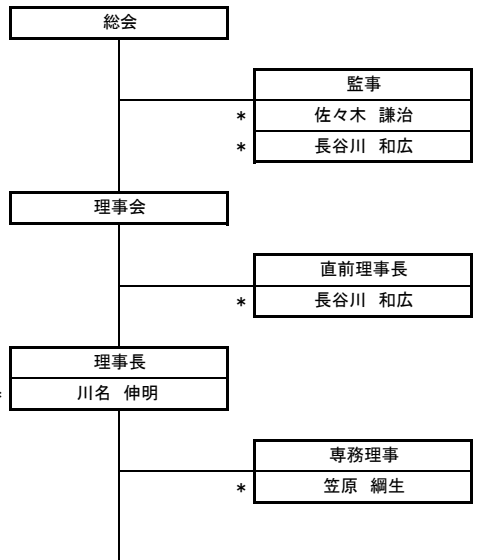 総会
監事
* 佐々木 謙治
* 長谷川 和広
理事会
直前理事長
* 長谷川 和広
理事長
* 川名 伸明
専務理事
* 笠原 綱生